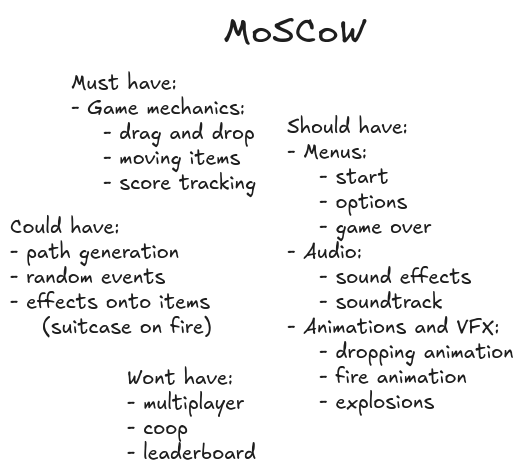 MoSCoW
Must have:
- Game mechanics:
- drag and drop
- moving items
- score tracking
Should have:
- Menus:
- start
- options
- game over
- Audio:
- sound effects
- soundtrack
- Animations and VFX:
- dropping animation
- fire animation
- explosions
Could have:
- path generation
- random events
- effects onto items
(suitcase on fire)
Wont have:
- multiplayer
- coop
- leaderboard